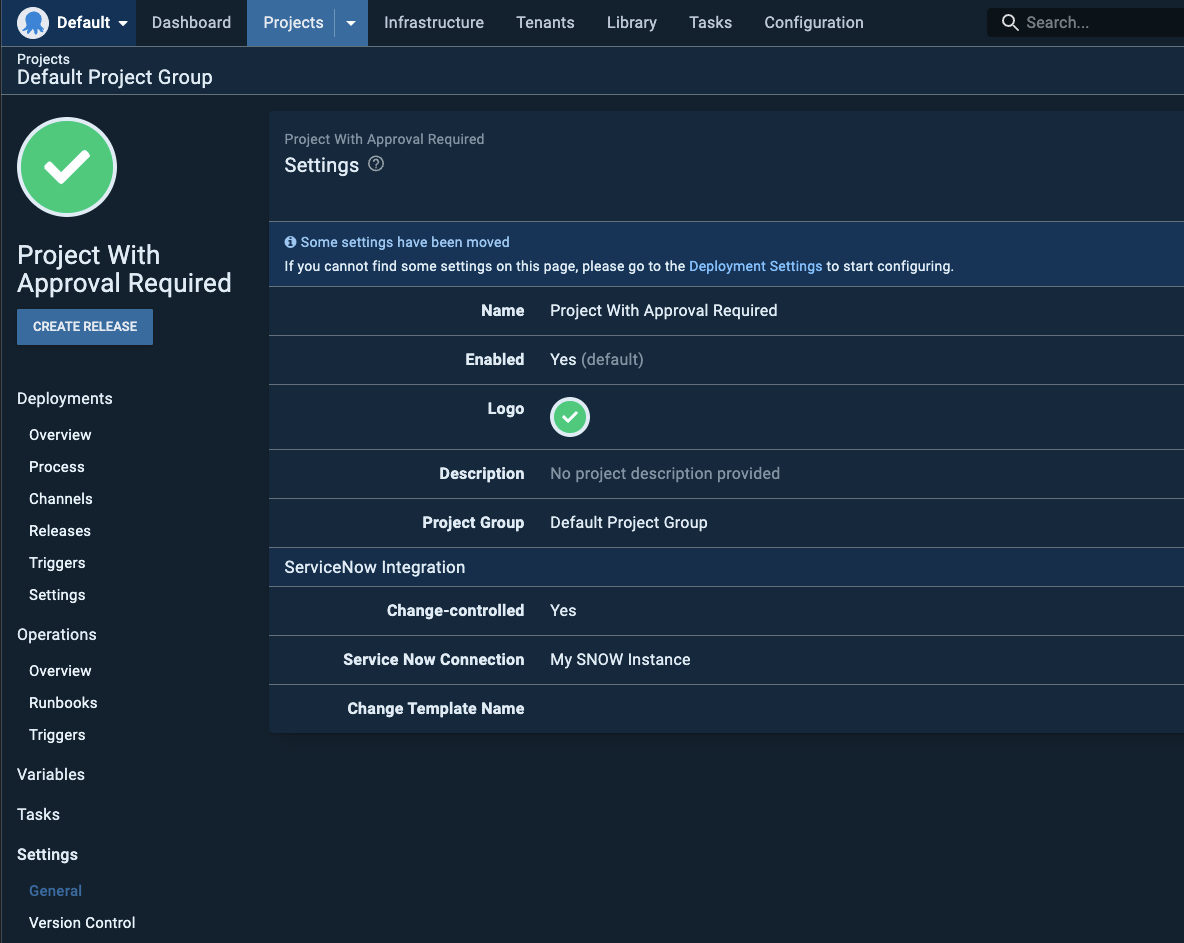 Default
Dashboard
Projects
Infrastructure
Tenants
Library
Tasks
Configuration
Search...
Projects
Default Project Group
Project With
Approval Required
CREATE RELEASE
Deployments
Overview
Process
Channels
Releases
Triggers
Settings
Operations
Overview
Runbooks
Triggers
Variables
Tasks
Settings
General
Version Control
Project With Approval Required
Settings
Some settings have been moved
If you cannot find some settings on this page, please go to the Deployment Settings to start configuring.
Name Project With Approval Required
Enabled Yes (default)
Logo
Description No project description provided
Project Group Default Project Group
ServiceNow Integration
Change-controlled Yes
Service Now Connection My SNOW Instance
Change Template Name